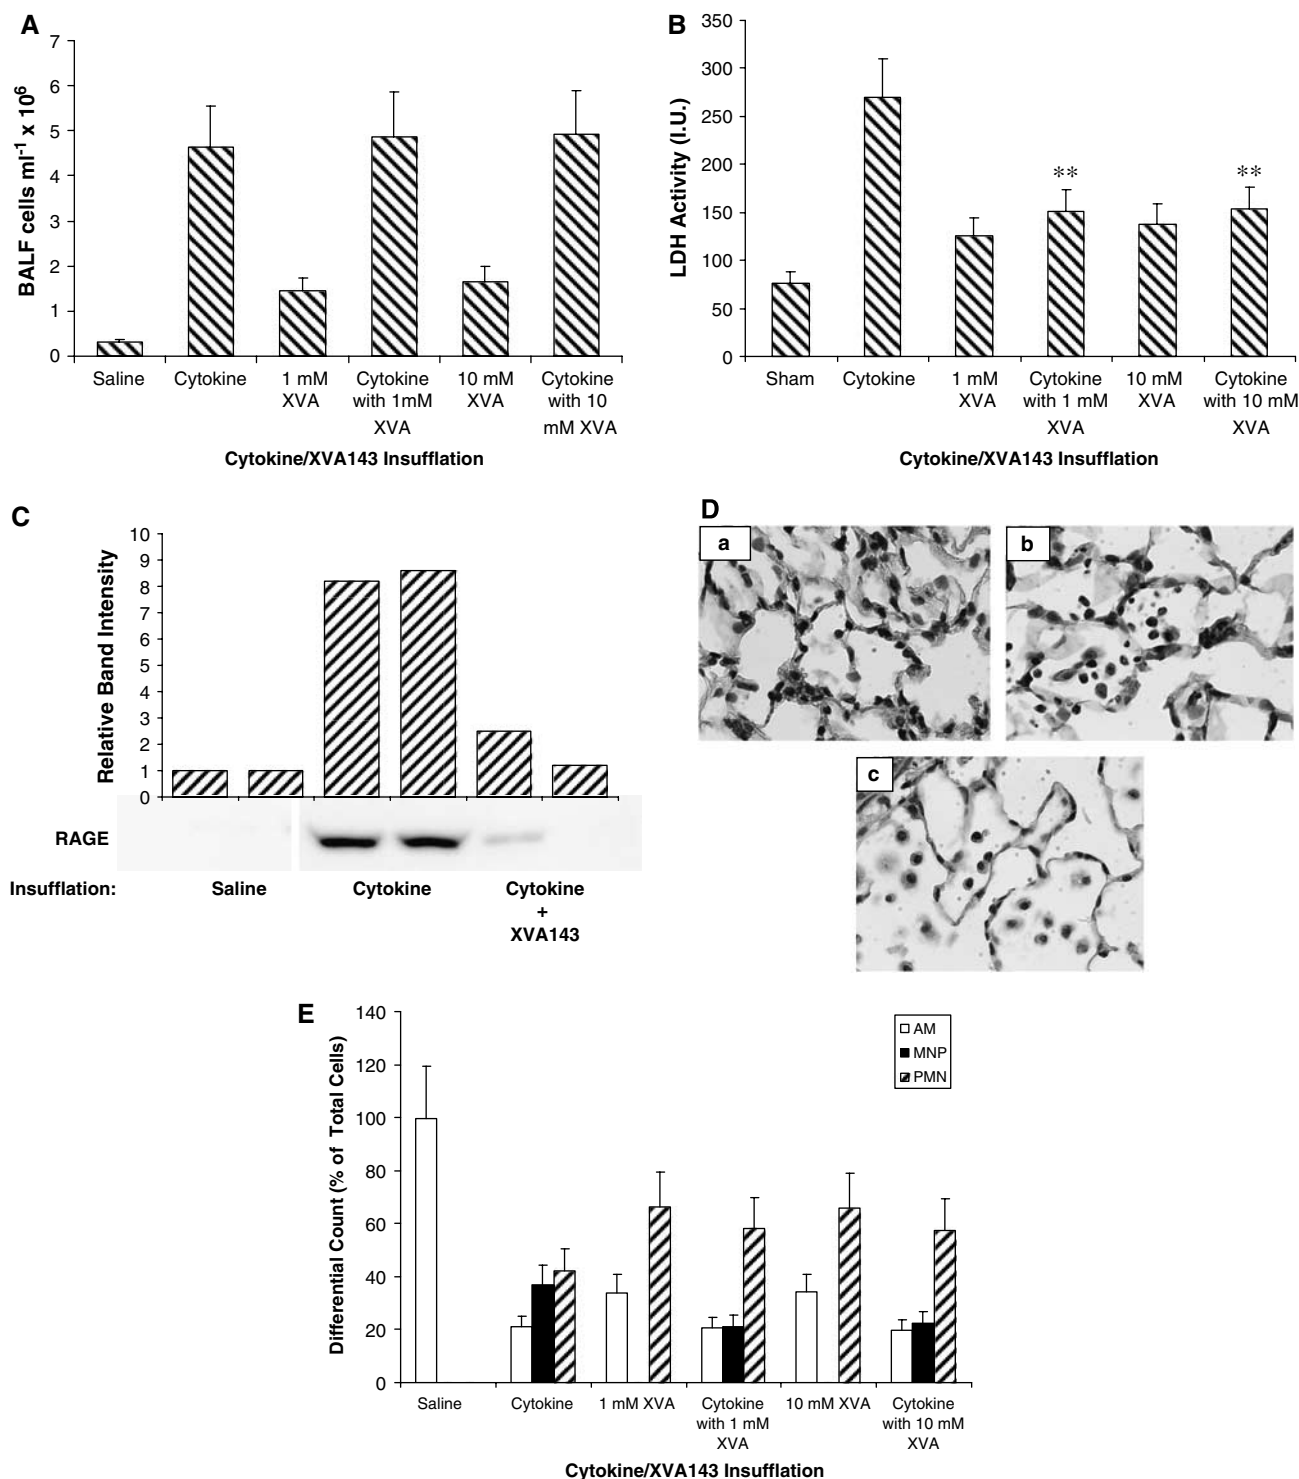 A
7
6
5
4
3
2
1
0
BALF cells ml⁻¹ x 10⁶
Saline
Cytokine
1 mM
XVA
Cytokine
with 1mM
XVA
10 mM
XVA
Cytokine
with 10
mM XVA
Cytokine/XVA143 Insufflation
B
350
300
250
200
150
100
50
0
LDH Activity (I.U.)
**
**
Sham
Cytokine
1 mM
XVA
Cytokine
with 1 mM
XVA
10 mM
XVA
Cytokine
with 10 mM
XVA
Cytokine/XVA143 Insufflation
C
10
9
8
7
6
5
4
3
2
1
0
Relative Band Intensity
RAGE
Insufflation:
Saline
Cytokine
Cytokine
+
XVA143
D
a
b
c
E
140
120
100
80
60
40
20
0
Differential Count (% of Total Cells)
AM
MNP
PMN
Saline
Cytokine
1 mM XVA
Cytokine
with 1 mM
XVA
10 mM XVA
Cytokine
with 10 mM
XVA
Cytokine/XVA143 Insufflation